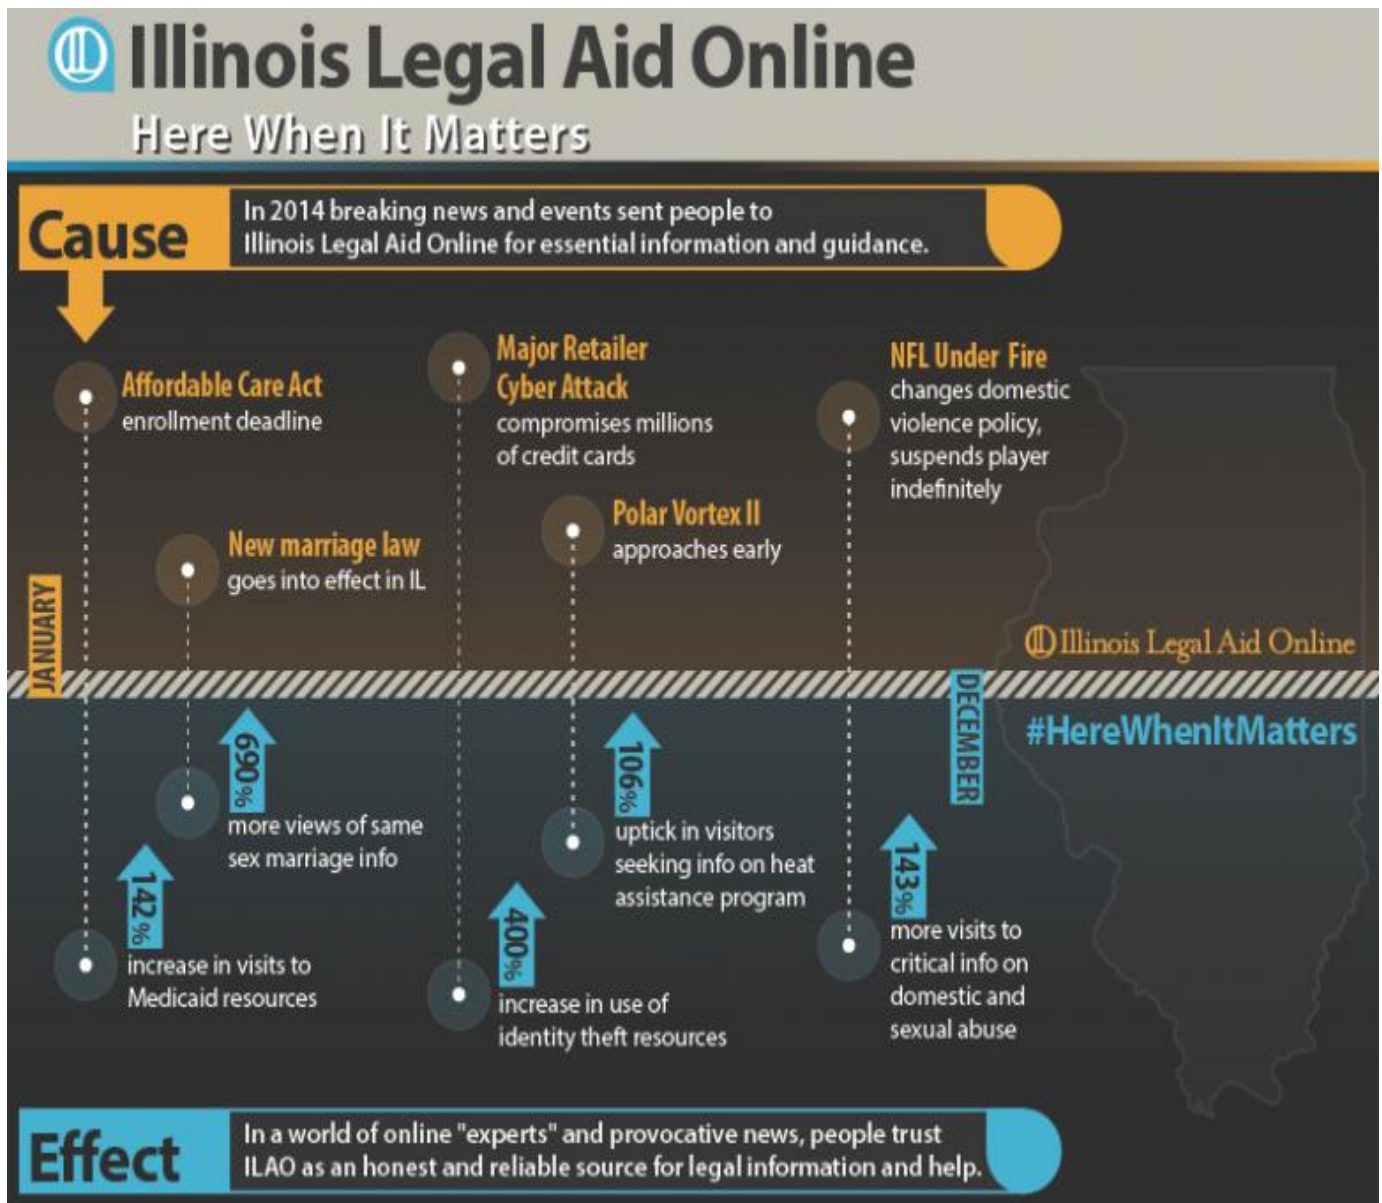 Illinois Legal Aid Online
Here When It Matters
Cause
In 2014 breaking news and events sent people to
Illinois Legal Aid Online for essential information and guidance.
Affordable Care Act
enrollment deadline
New marriage law
goes into effect in IL
Major Retailer
Cyber Attack
compromises millions
of credit cards
Polar Vortex II
approaches early
NFL Under Fire
changes domestic
violence policy,
suspends player
indefinitely
JANUARY
DECEMBER
IL Illinois Legal Aid Online
#HereWhenItMatters
142%
increase in visits to
Medicaid resources
690%
more views of same
sex marriage info
400%
increase in use of
identity theft resources
106%
uptick in visitors
seeking info on heat
assistance program
143%
more visits to
critical info on
domestic and
sexual abuse
Effect
In a world of online "experts" and provocative news, people trust
ILAO as an honest and reliable source for legal information and help.